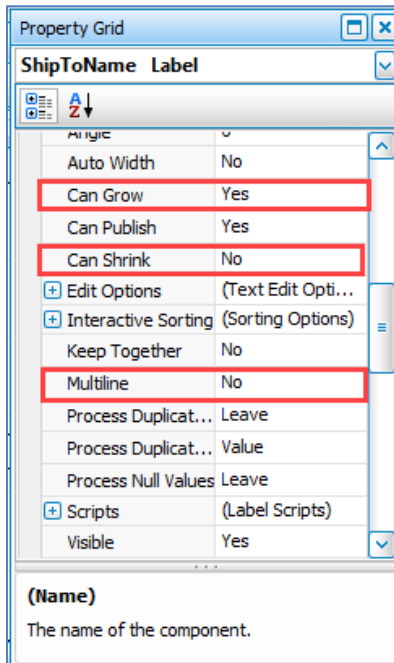 Property Grid
ShipToName Label
A
Z
Angle 0
Auto Width No
Can Grow Yes
Can Publish Yes
Can Shrink No
Edit Options (Text Edit Opti...
Interactive Sorting (Sorting Options)
Keep Together No
Multiline No
Process Duplicat... Leave
Process Duplicat... Value
Process Null Values Leave
Scripts (Label Scripts)
Visible Yes
(Name)
The name of the component.